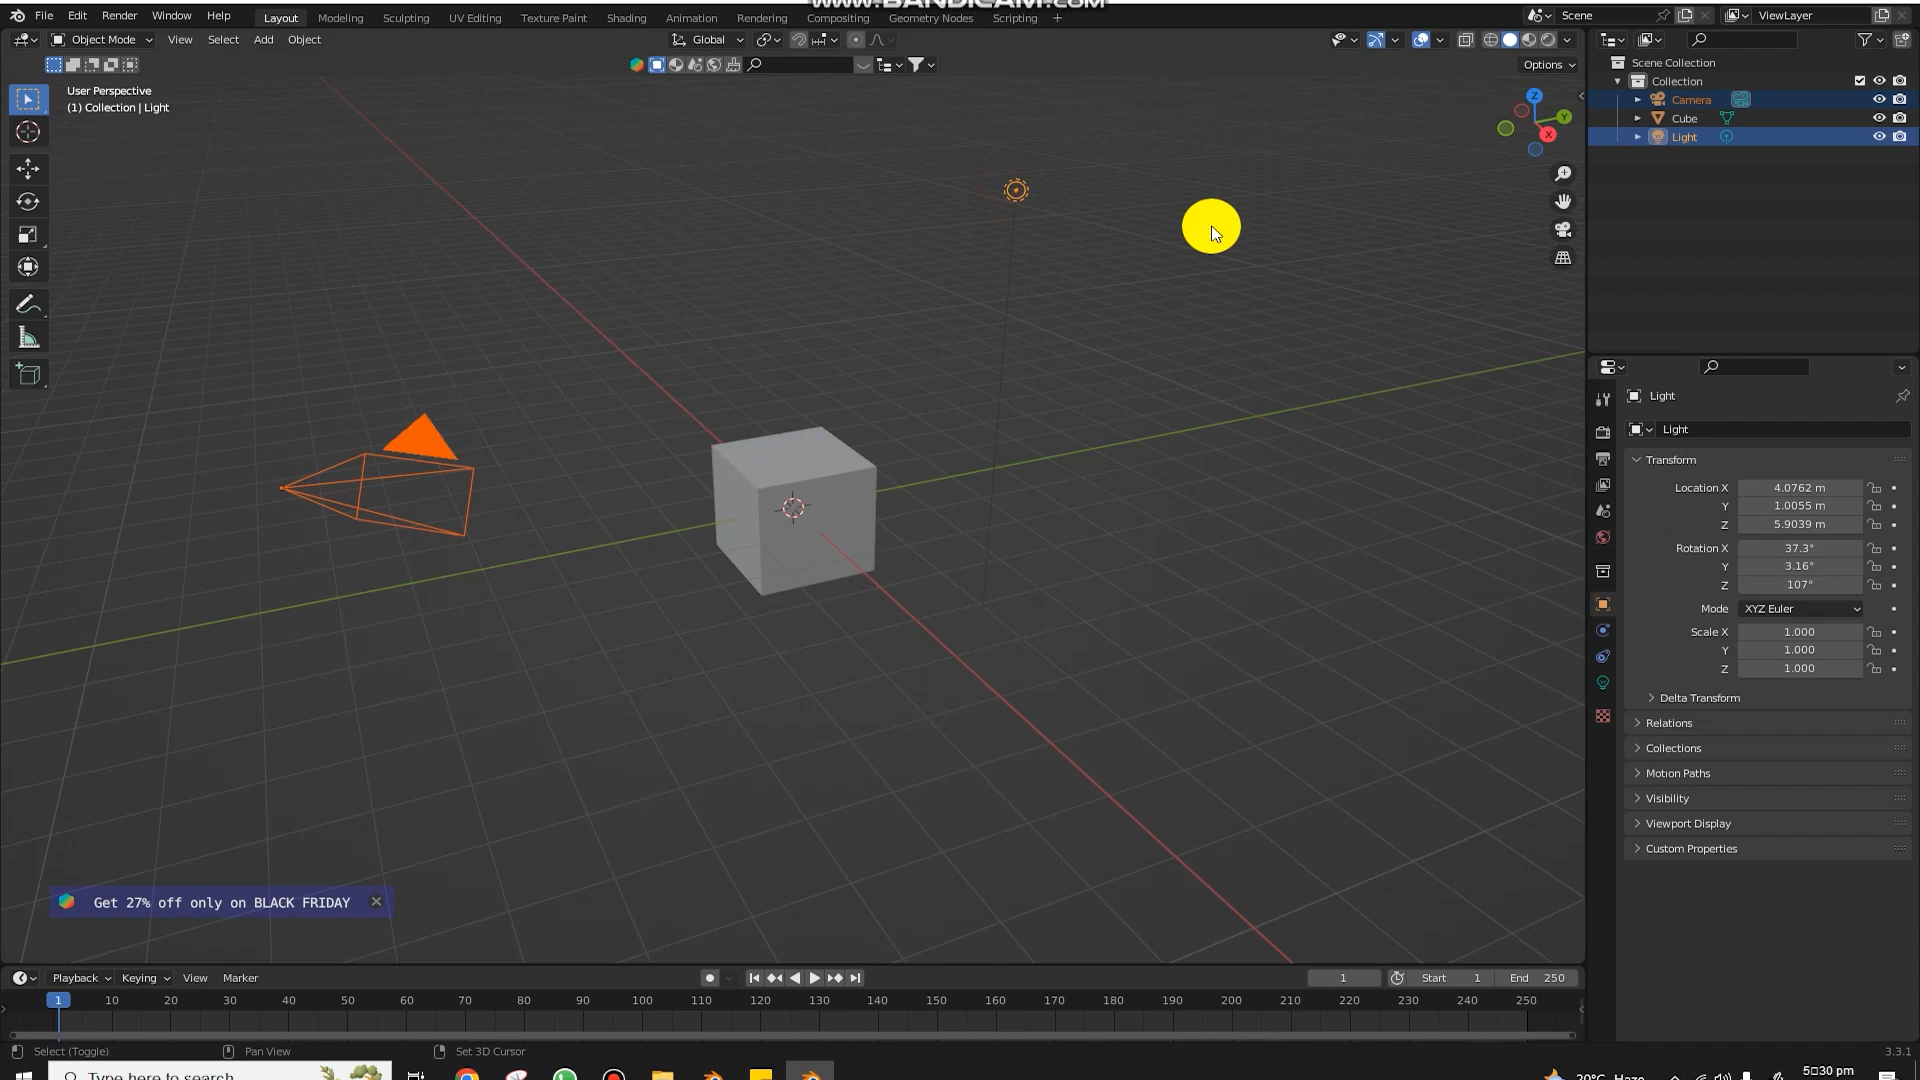 www.BANDICAM.com
File Edit Render Window Help Layout Modeling Sculpting UV Editing Texture Paint Shading Animation Rendering Compositing Geometry Nodes Scripting + Scene ViewLayer
Object Mode View Select Add Object Global
Options
User Perspective
(1) Collection | Light
Z
Y
X
Scene Collection
Collection
Camera
Cube
Light
Light
Light
Transform
Location X 4.0762 m
Y 1.0055 m
Z 5.9039 m
Rotation X 37.3°
Y 3.16°
Z 107°
Mode XYZ Euler
Scale X 1.000
Y 1.000
Z 1.000
Delta Transform
Relations
Collections
Motion Paths
Visibility
Viewport Display
Custom Properties
Get 27% off only on BLACK FRIDAY
Playback Keying View Marker 1 Start 1 End 250
1 10 20 30 40 50 60 70 80 90 100 110 120 130 140 150 160 170 180 190 200 210 220 230 240 250
Select (Toggle) Pan View Set 3D Cursor 3.3.1
Type here to search 20°C Haze 5:30 pm